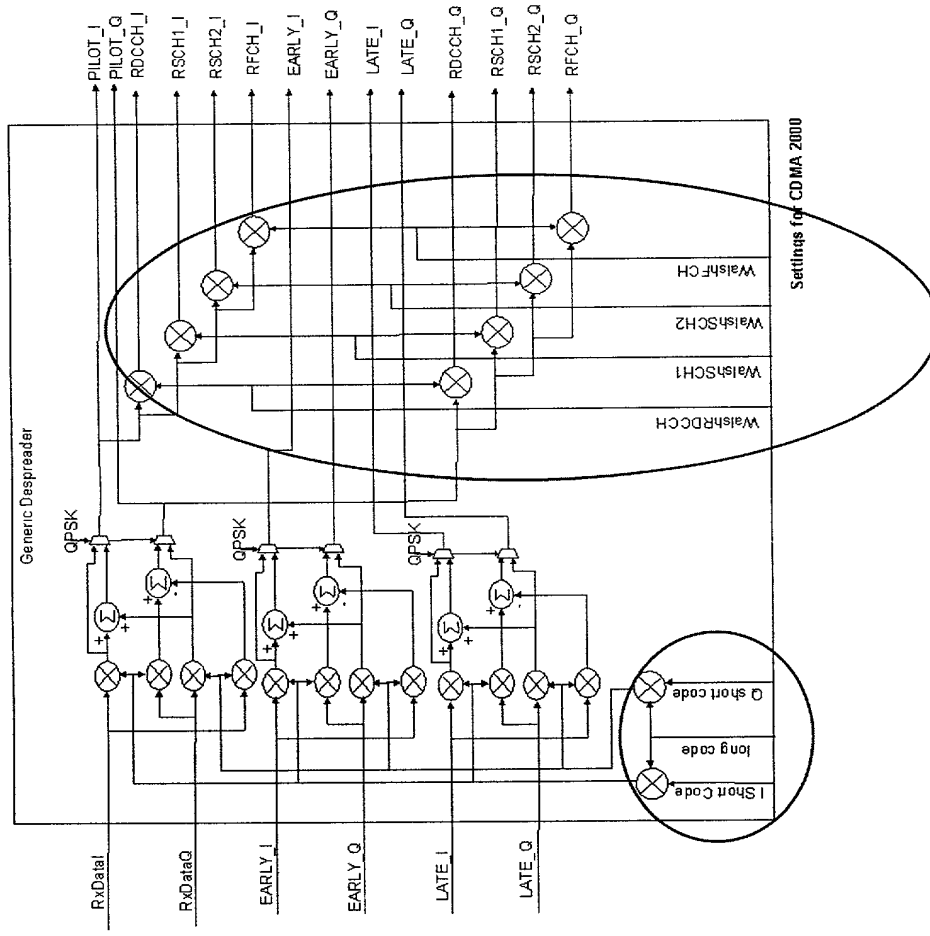 PILOT_I
PILOT_Q
RDCCH_I
RSCH1_I
RSCH2_I
RFCH_I
EARLY_I
EARLY_Q
LATE_I
LATE_Q
RDCCH_Q
RSCH1_Q
RSCH2_Q
RFCH_Q
Generic Despreader
QPSK
QPSK
QPSK
Σ
+
+
Σ
+
-
Σ
+
+
Σ
+
-
Σ
+
+
Σ
+
-
RxDataI
RxDataQ
EARLY_I
EARLY_Q
LATE_I
LATE_Q
I Short Code
long code
Q short code
WalshRDCCH
WalshSCH1
WalshSCH2
WalshFCH
Settings for CDMA 2000